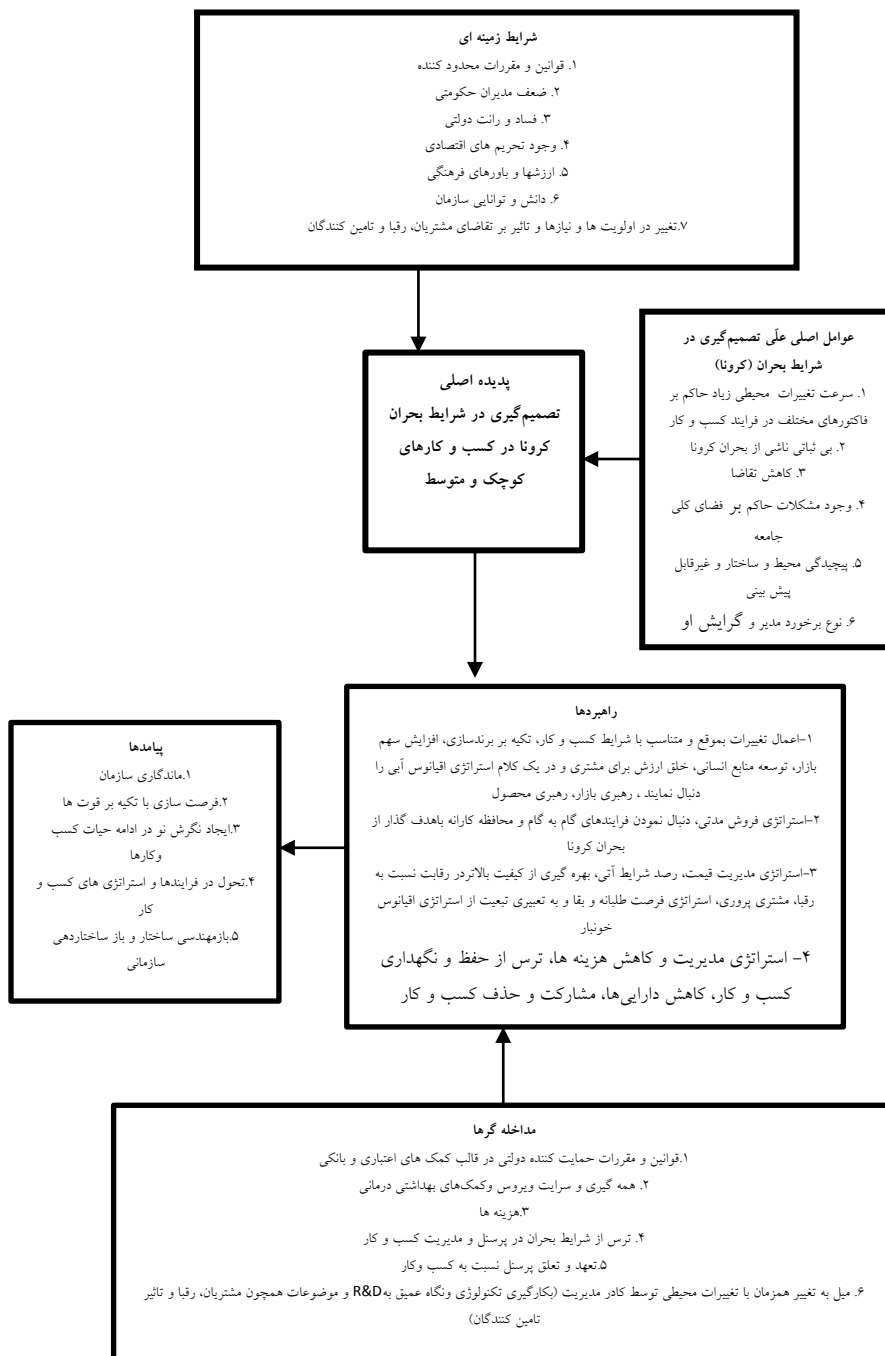 شرایط زمینه ای
۱. قوانین و مقررات محدود کننده
۲. ضعف مدیران حکومتی
۳. فساد و رانت دولتی
۴. وجود تحریم های اقتصادی
۵. ارزشها و باورهای فرهنگی
۶. دانش و توانایی سازمان
۷.تغییر در اولویت ها و نیازها و تاثیر بر تقاضای مشتریان، رقبا و تامین کنندگان
عوامل اصلی علّی تصمیم‌گیری در
شرایط بحران (کرونا)
۱. سرعت تغییرات محیطی زیاد حاکم بر
فاکتورهای مختلف در فرایند کسب و کار
۲. بی ثباتی ناشی از بحران کرونا
۳. کاهش تقاضا
۴. وجود مشکلات حاکم بر فضای کلی
جامعه
۵. پیچیدگی محیط و ساختار و غیرقابل
پیش بینی
۶. نوع برخورد مدیر و گرایش او
پدیده اصلی
تصمیم‌گیری در شرایط بحران
کرونا در کسب و کارهای
کوچک و متوسط
راهبردها
۱-اعمال تغییرات بموقع و متناسب با شرایط کسب و کار، تکیه بر برندسازی، افزایش سهم
بازار، توسعه منابع انسانی، خلق ارزش برای مشتری و در یک کلام استراتژی اقیانوس آبی را
دنبال نمایند ، رهبری بازار، رهبری محصول
۲-استراتژی فروش مدتی، دنبال نمودن فرایندهای گام به گام و محافظه کارانه باهدف گذار از
بحران کرونا
۳-استراتژی مدیریت قیمت، رصد شرایط آتی، بهره گیری از کیفیت بالاتردر رقابت نسبت به
رقبا، مشتری پروری، استراتژی فرصت طلبانه و بقا و به تعبیری تبعیت از استراتژی اقیانوس
خونبار
۴- استراتژی مدیریت و کاهش هزینه ها، ترس از حفظ و نگهداری
کسب و کار، کاهش دارایی‌ها، مشارکت و حذف کسب و کار
پیامدها
۱.ماندگاری سازمان
۲.فرصت سازی با تکیه بر قوت ها
۳.ایجاد نگرش نو در ادامه حیات کسب
وکارها
۴.تحول در فرایندها و استراتژی های کسب و
کار
۵.بازمهندسی ساختار و باز ساختاردهی
سازمانی
مداخله گرها
۱.قوانین و مقررات حمایت کننده دولتی در قالب کمک های اعتباری و بانکی
۲. همه گیری و سرایت ویروس وکمک‌های بهداشتی درمانی
۳.هزینه ها
۴. ترس از شرایط بحران در پرسنل و مدیریت کسب و کار
۵.تعهد و تعلق پرسنل نسبت به کسب وکار
۶. میل به تغییر همزمان با تغییرات محیطی توسط کادر مدیریت (بکارگیری تکنولوژی ونگاه عمیق بهR&D و موضوعات همچون مشتریان، رقبا و تاثیر
تامین کنندگان)